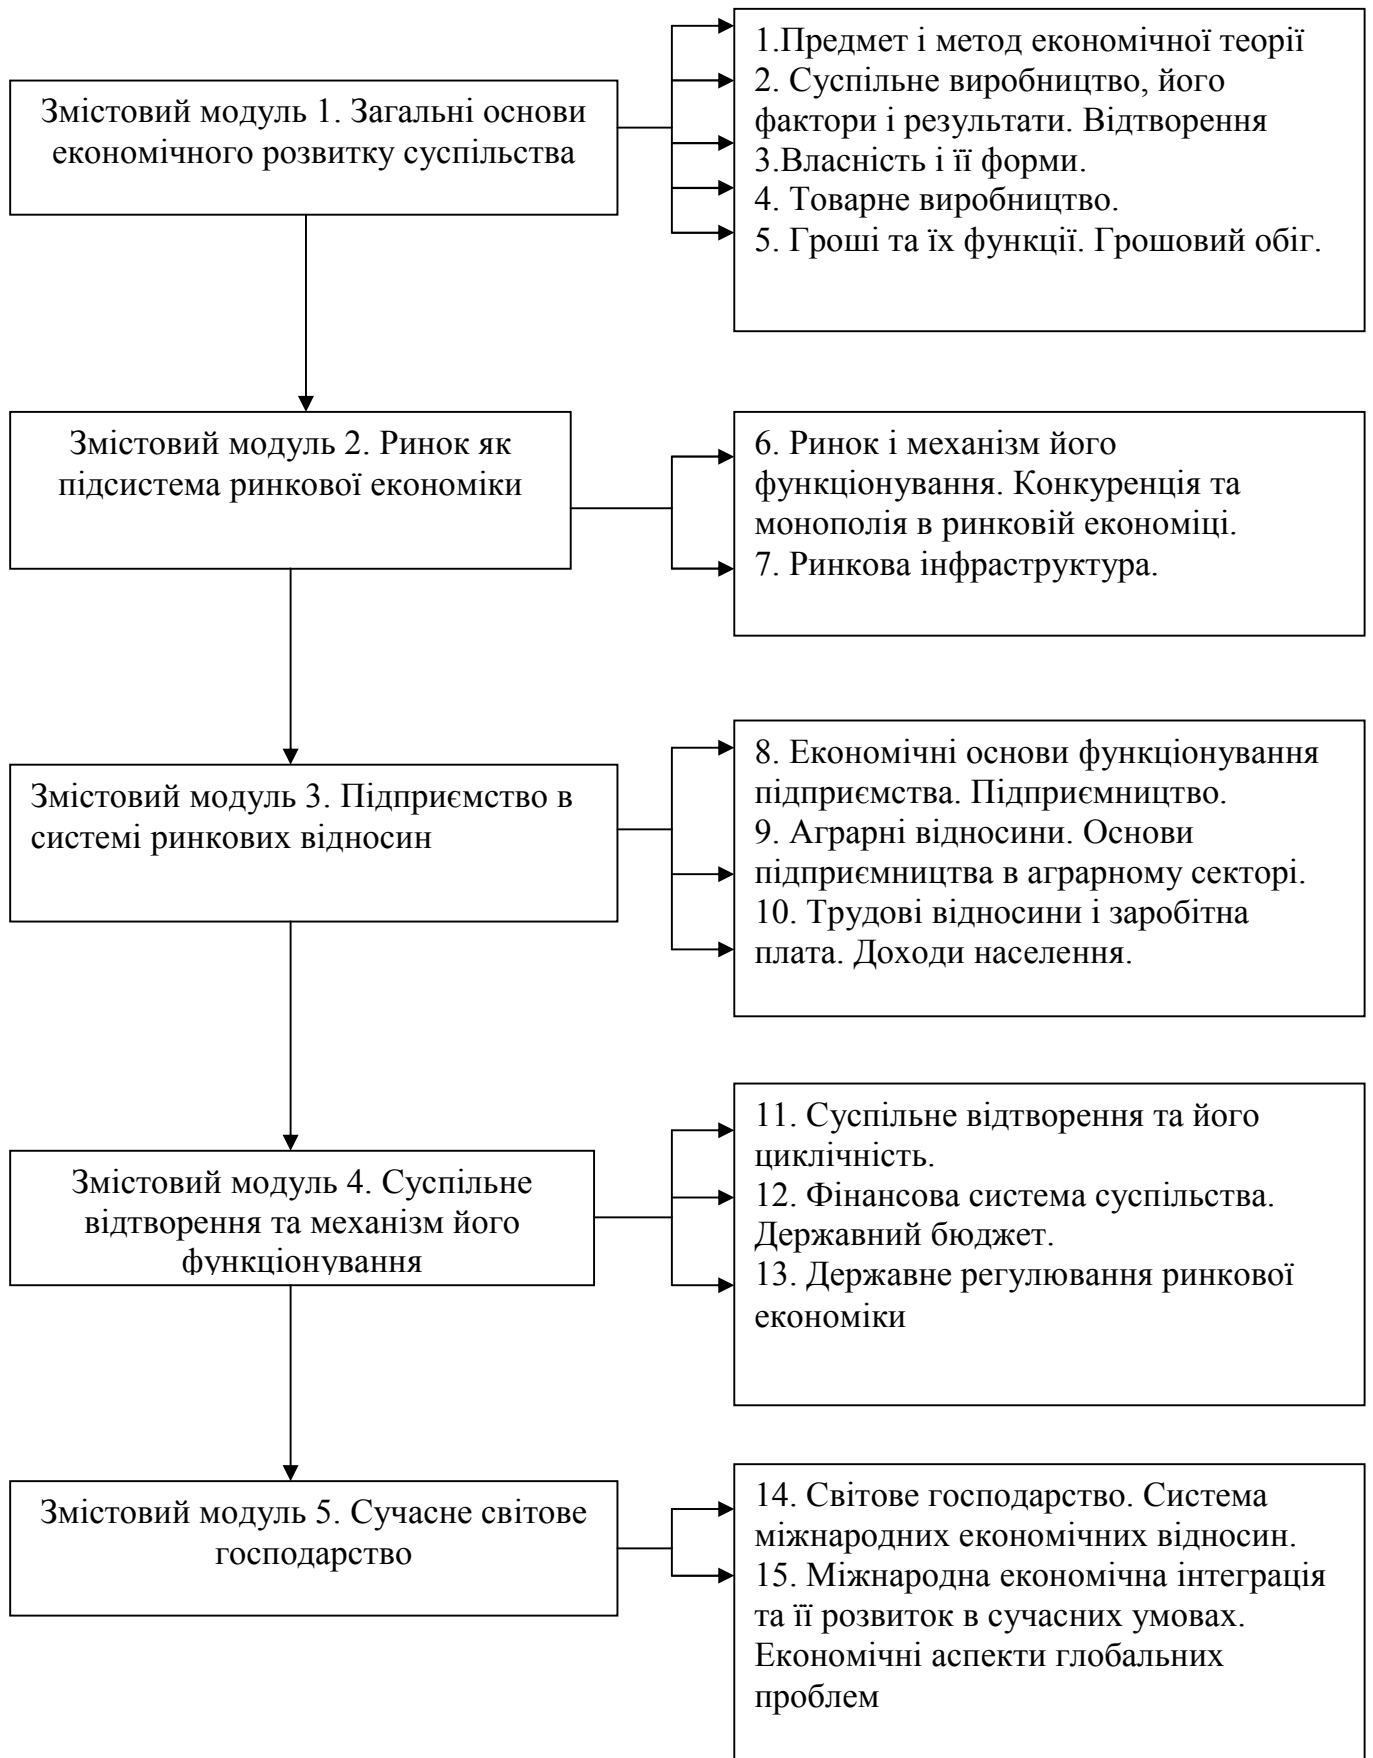 Змістовий модуль 1. Загальні основи
економічного розвитку суспільства
1.Предмет і метод економічної теорії
2. Суспільне виробництво, його
фактори і результати. Відтворення
3.Власність і її форми.
4. Товарне виробництво.
5. Гроші та їх функції. Грошовий обіг.
Змістовий модуль 2. Ринок як
підсистема ринкової економіки
6. Ринок і механізм його
функціонування. Конкуренція та
монополія в ринковій економіці.
7. Ринкова інфраструктура.
Змістовий модуль 3. Підприємство в
системі ринкових відносин
8. Економічні основи функціонування
підприємства. Підприємництво.
9. Аграрні відносини. Основи
підприємництва в аграрному секторі.
10. Трудові відносини і заробітна
плата. Доходи населення.
Змістовий модуль 4. Суспільне
відтворення та механізм його
функціонування
11. Суспільне відтворення та його
циклічність.
12. Фінансова система суспільства.
Державний бюджет.
13. Державне регулювання ринкової
економіки
Змістовий модуль 5. Сучасне світове
господарство
14. Світове господарство. Система
міжнародних економічних відносин.
15. Міжнародна економічна інтеграція
та її розвиток в сучасних умовах.
Економічні аспекти глобальних
проблем